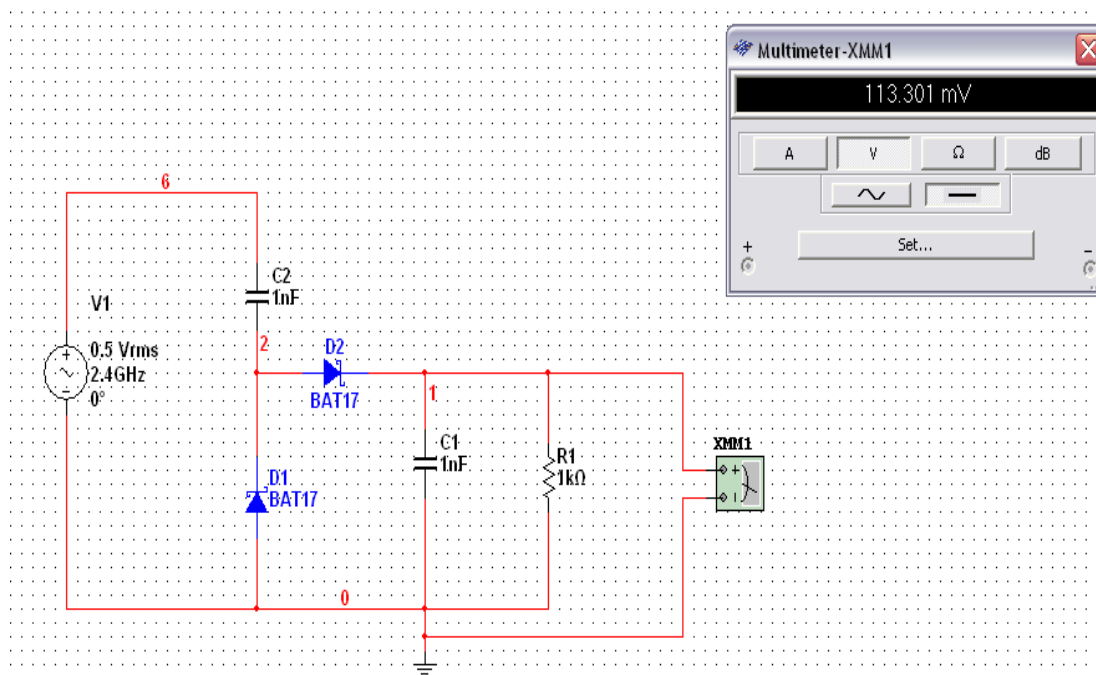 Multimeter-XMM1
113.301 mV
A V Ω dB
Set...
+ -
6
C2
1nF
V1
0.5 Vrms
2.4GHz
0°
2
D2
BAT17
1
C1
1nF
R1
1kΩ
XMM1
D1
BAT17
0